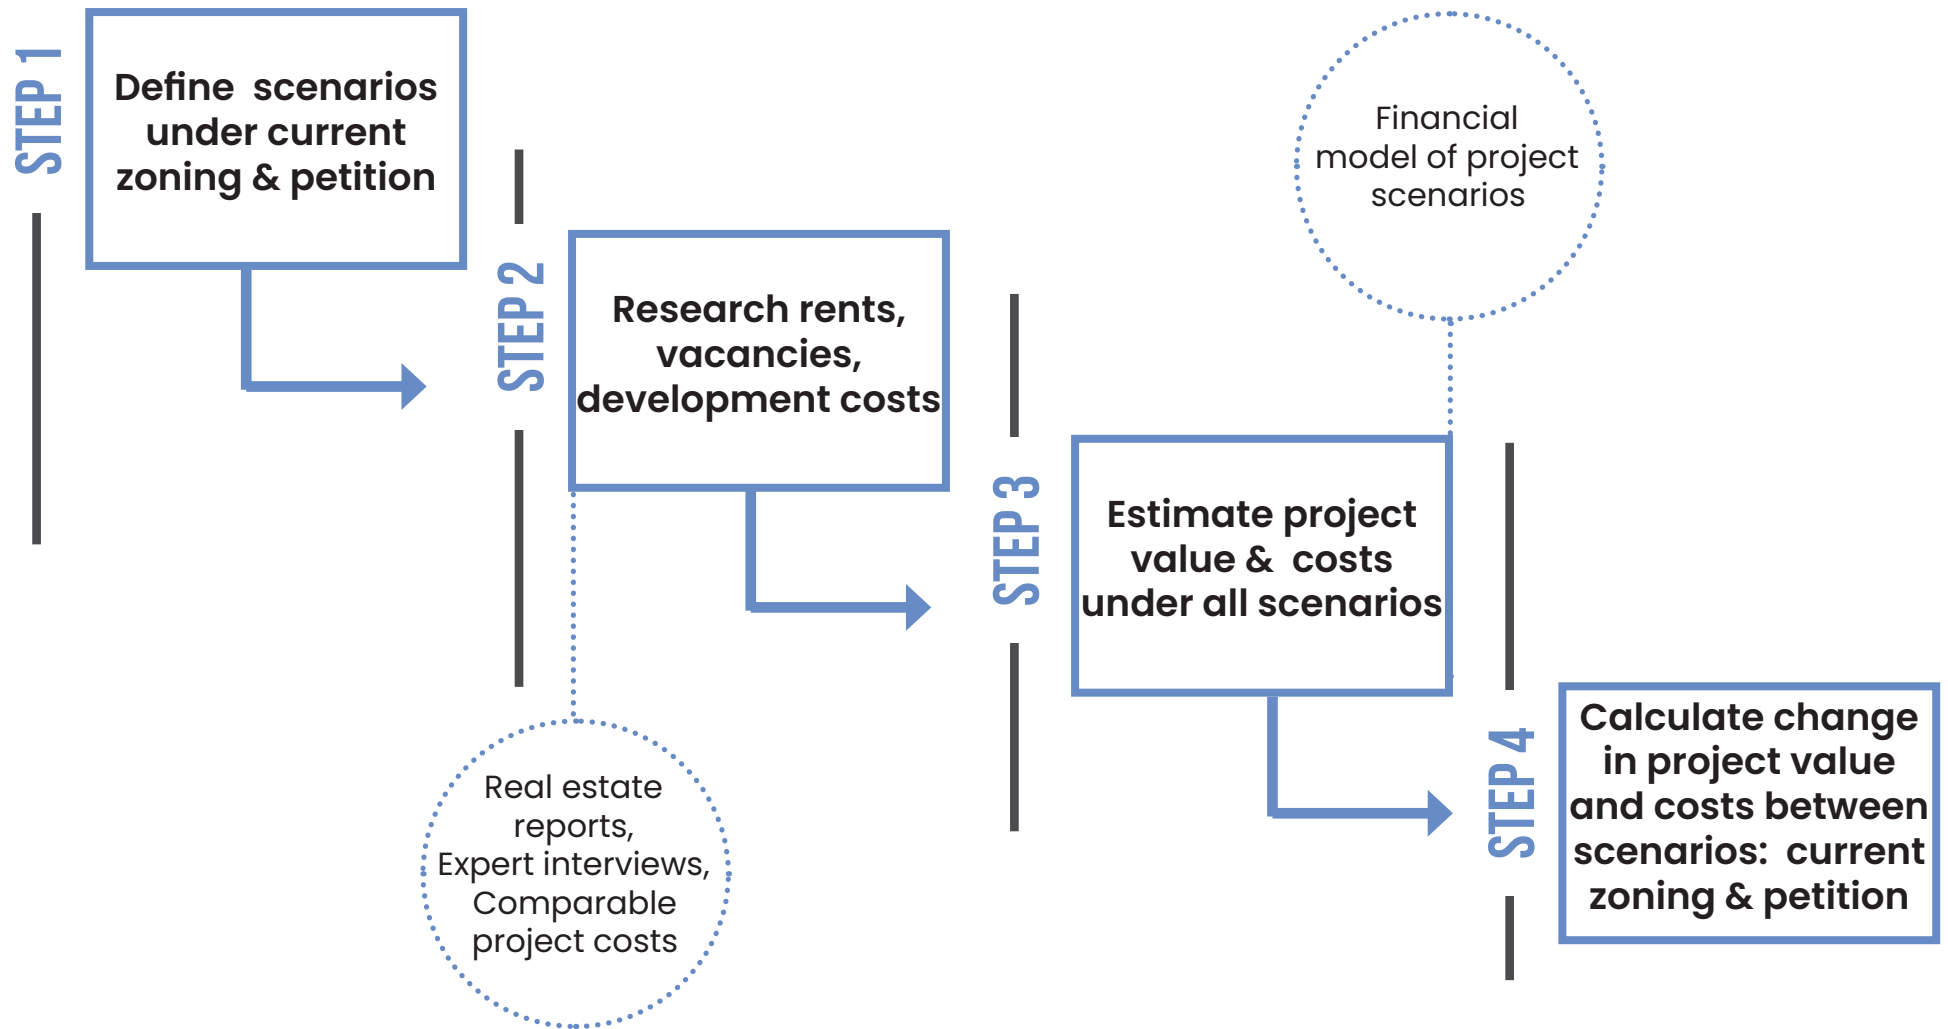 STEP 1
Define scenarios
under current
zoning & petition
STEP 2
Research rents,
vacancies,
development costs
Real estate
reports,
Expert interviews,
Comparable
project costs
STEP 3
Estimate project
value & costs
under all scenarios
Financial
model of project
scenarios
STEP 4
Calculate change
in project value
and costs between
scenarios: current
zoning & petition